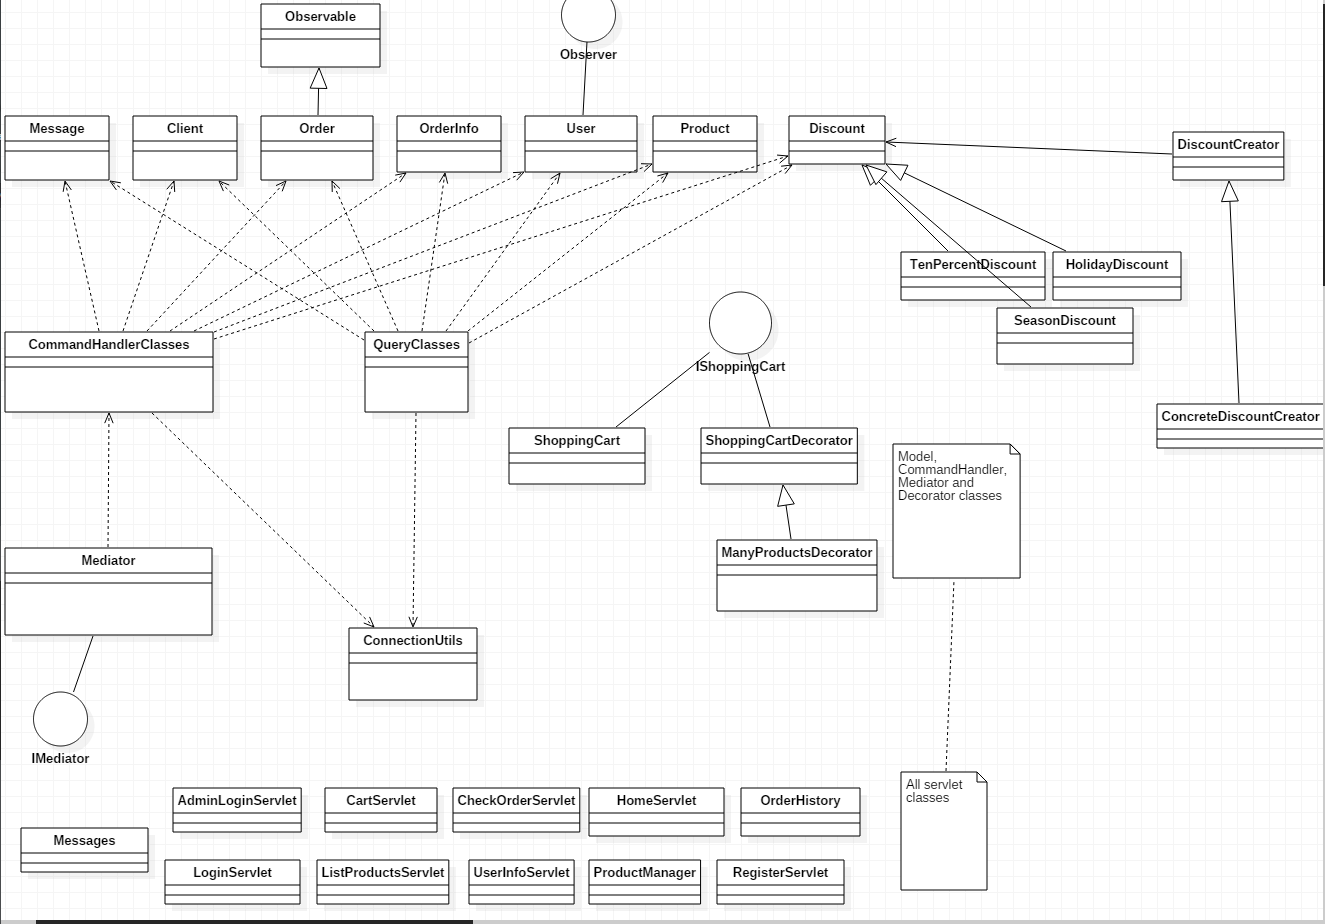 Observable
Observer
Message
Client
Order
OrderInfo
User
Product
Discount
DiscountCreator
TenPercentDiscount
HolidayDiscount
SeasonDiscount
CommandHandlerClasses
QueryClasses
IShoppingCart
ConcreteDiscountCreator
ShoppingCart
ShoppingCartDecorator
Model,
CommandHandler,
Mediator and
Decorator classes
Mediator
ManyProductsDecorator
ConnectionUtils
IMediator
All servlet
classes
AdminLoginServlet
CartServlet
CheckOrderServlet
HomeServlet
OrderHistory
Messages
LoginServlet
ListProductsServlet
UserInfoServlet
ProductManager
RegisterServlet